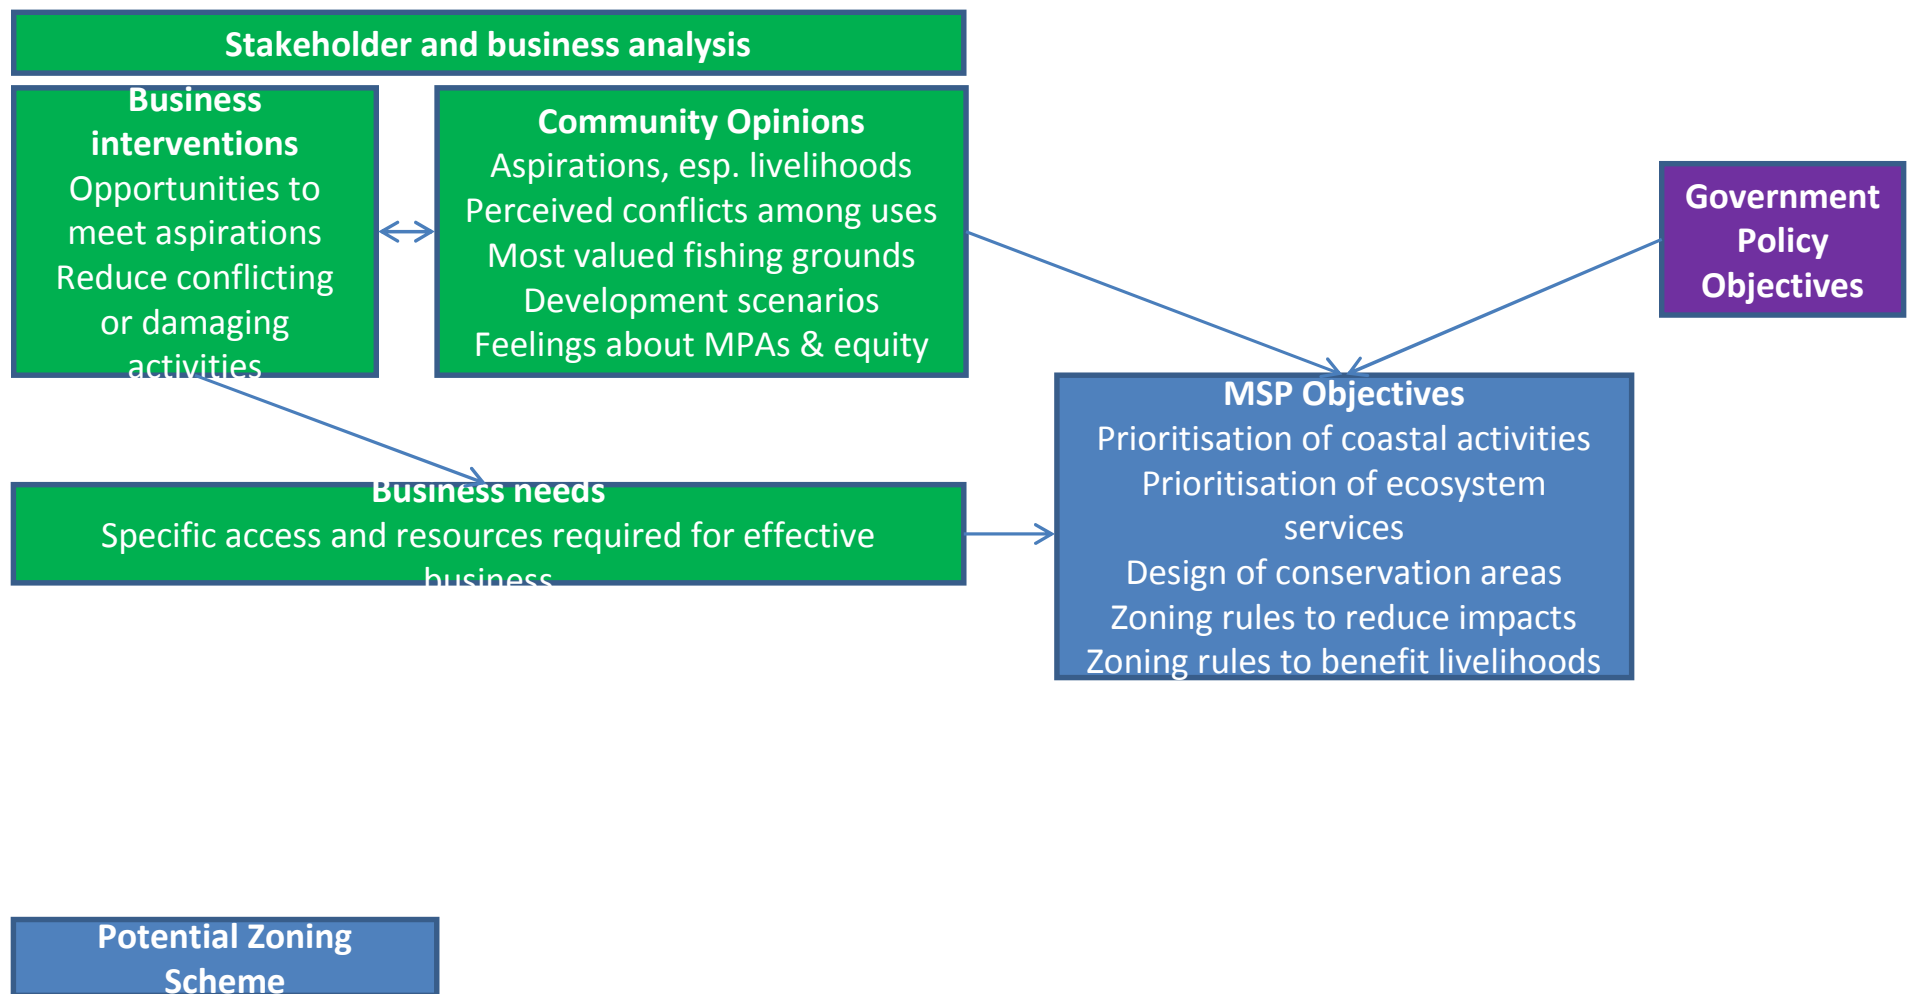 Stakeholder and business analysis
Business
interventions
Opportunities to
meet aspirations
Reduce conflicting
or damaging
activities
Community Opinions
Aspirations, esp. livelihoods
Perceived conflicts among uses
Most valued fishing grounds
Development scenarios
Feelings about MPAs & equity
Government
Policy
Objectives
MSP Objectives
Prioritisation of coastal activities
Prioritisation of ecosystem
services
Design of conservation areas
Zoning rules to reduce impacts
Zoning rules to benefit livelihoods
Business needs
Specific access and resources required for effective
business
Potential Zoning
Scheme